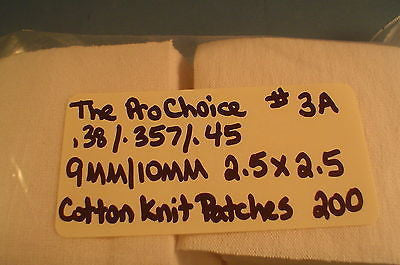 The ProChoice # 3A
.38/.357/.45
9MM/10MM 2.5x2.5
Cotton Knit Patches 200